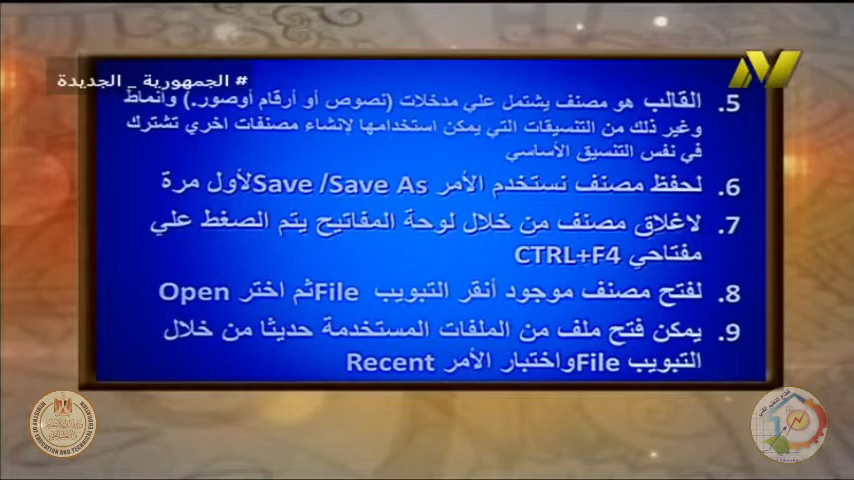 # الجمهورية _ الجديدة
5. القالب هو مصنف يشتمل علي مدخلات (نصوص أو أرقام أوصور.) وأنماط
وغير ذلك من التنسيقات التي يمكن استخدامها لإنشاء مصنفات اخري تشترك
في نفس التنسيق الأساسي
6. لحفظ مصنف نستخدم الأمر Save /Save As لأول مرة
7. لاغلاق مصنف من خلال لوحة المفاتيح يتم الصغط علي
مفتاحي CTRL+F4
8. لفتح مصنف موجود أنقر التبويب File ثم اختر Open
9. يمكن فتح ملف من الملفات المستخدمة حديثا من خلال
التبويب File واختبار الأمر Recent